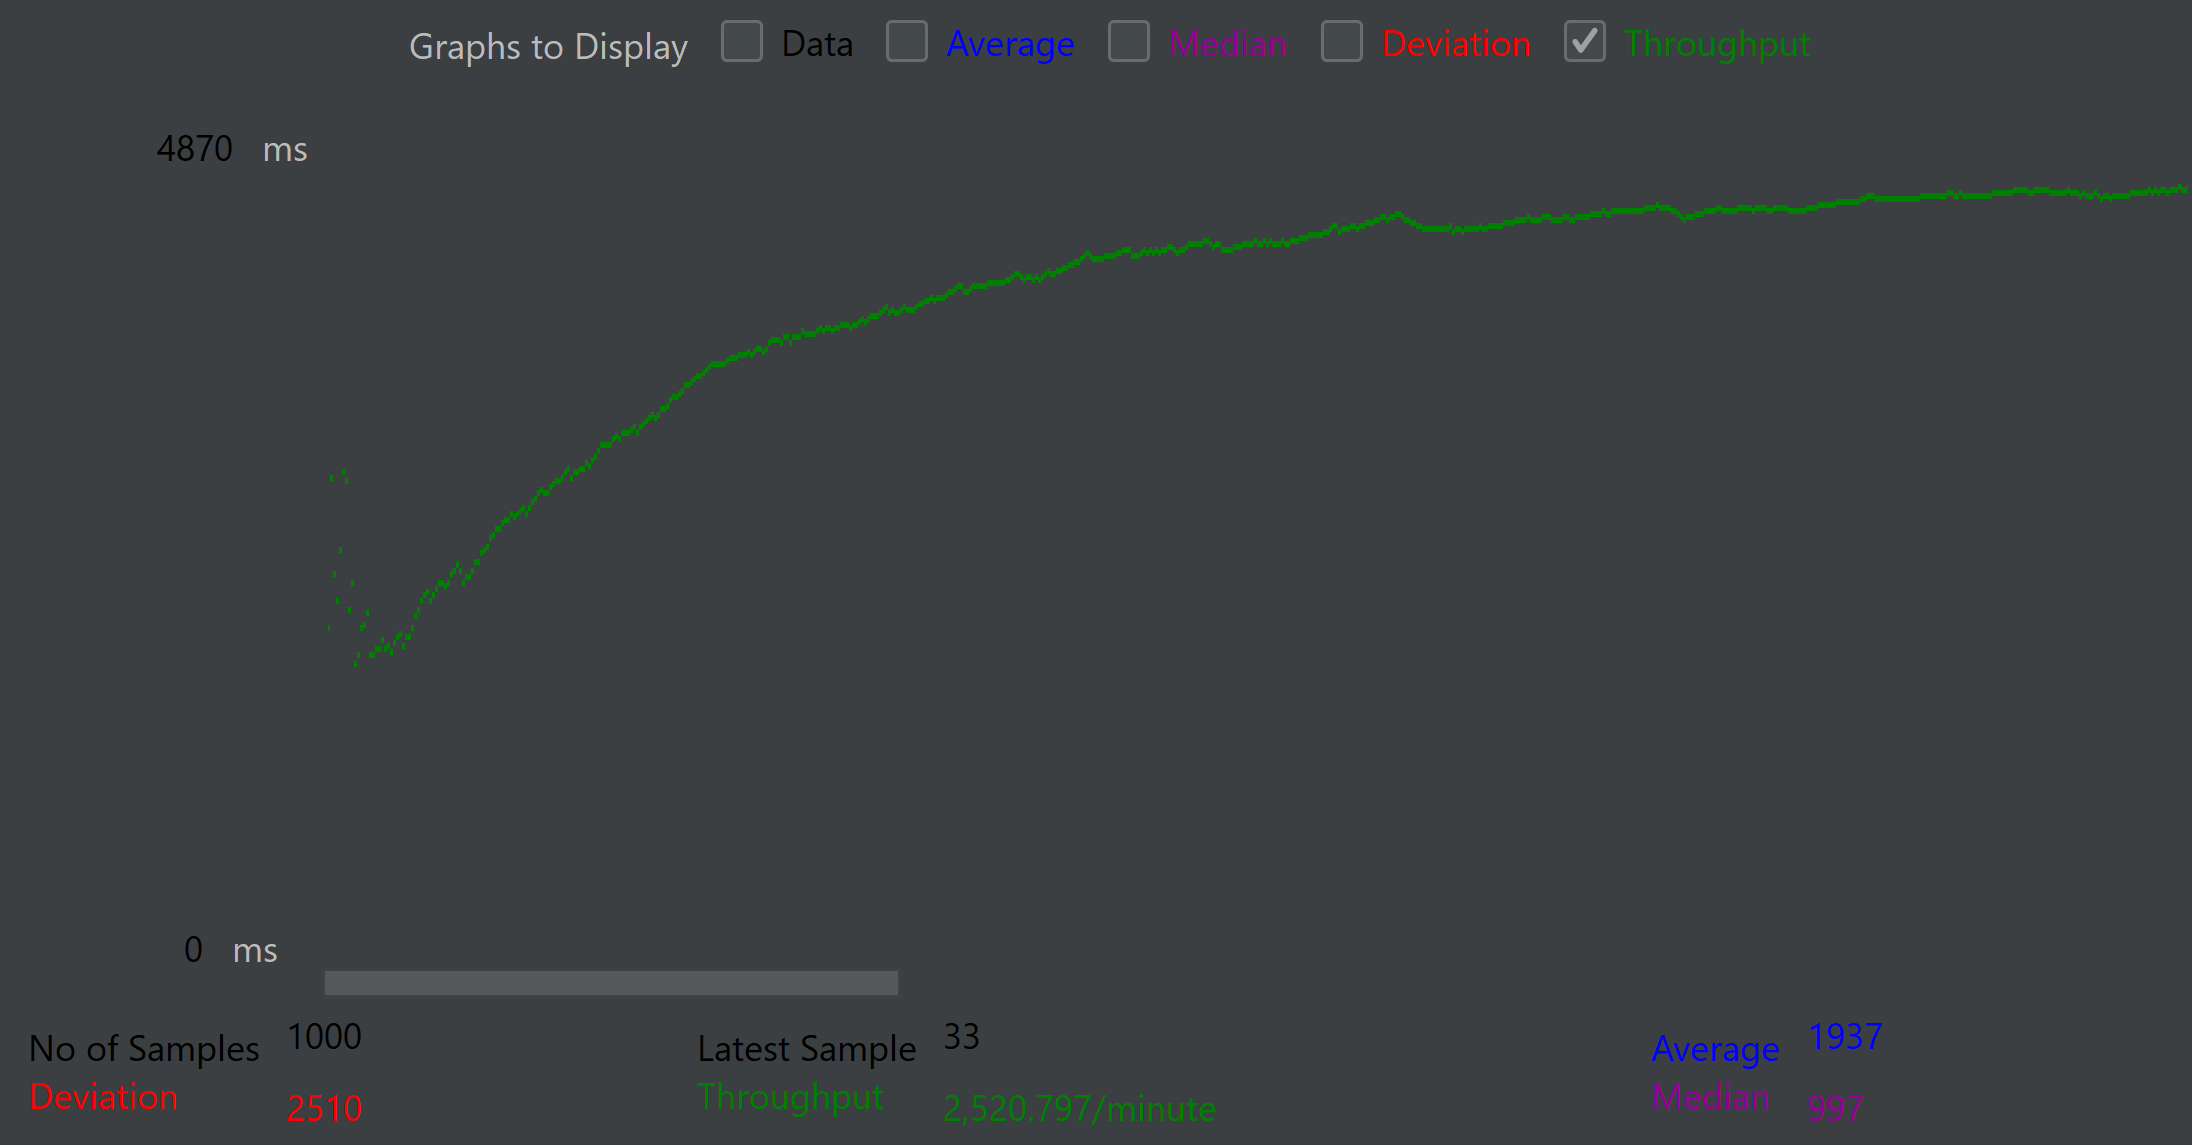 Graphs to Display Data Average Median Deviation Throughput
4870 ms
0 ms
No of Samples 1000 Latest Sample 33 Average 1937
Deviation 2510 Throughput 2,520.797/minute Median 997